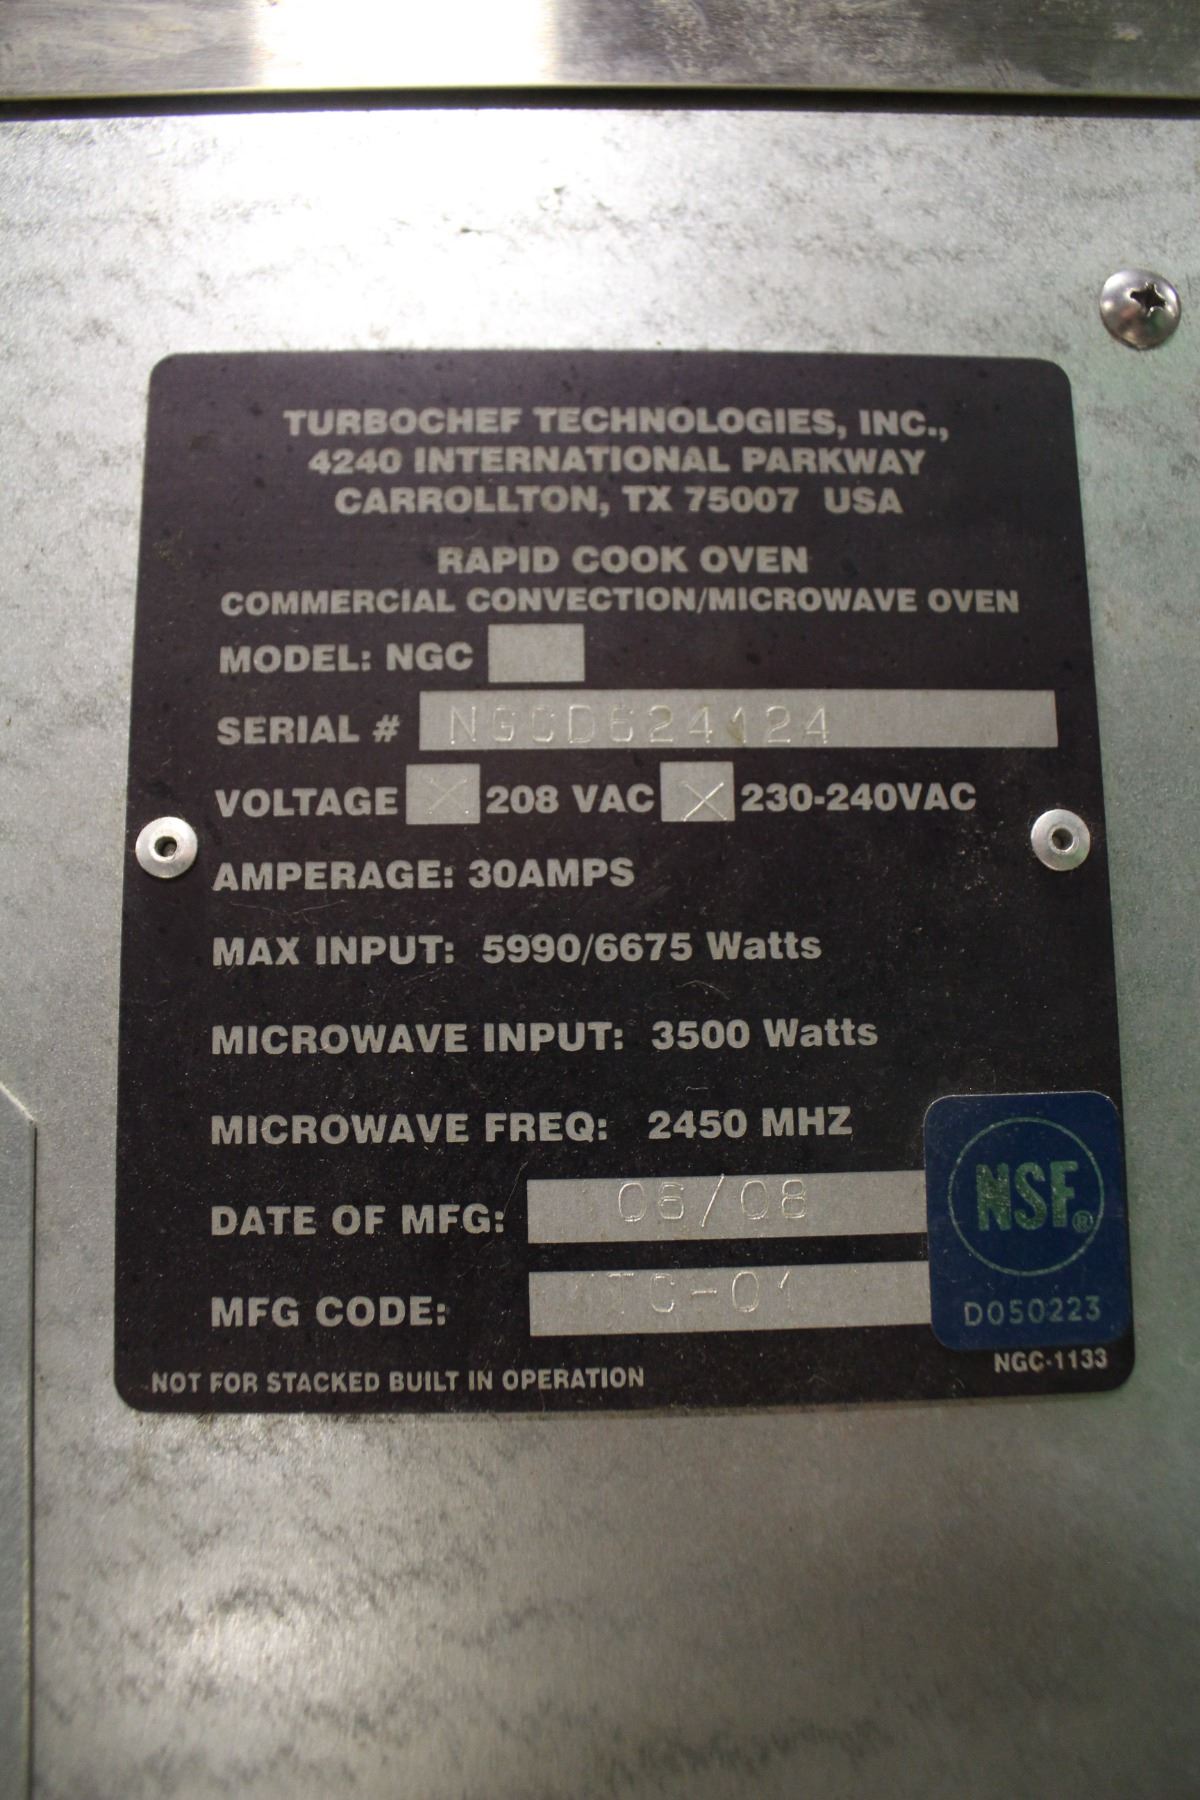 TURBOCHEF TECHNOLOGIES, INC.,
4240 INTERNATIONAL PARKWAY
CARROLLTON, TX 75007 USA
RAPID COOK OVEN
COMMERCIAL CONVECTION/MICROWAVE OVEN
MODEL: NGC
SERIAL # NGCD624124
VOLTAGE X 208 VAC X 230-240VAC
AMPERAGE: 30AMPS
MAX INPUT: 5990/6675 Watts
MICROWAVE INPUT: 3500 Watts
MICROWAVE FREQ: 2450 MHZ
DATE OF MFG: 06/08
MFG CODE:
NSF®
D050223
NGC-1133
NOT FOR STACKED BUILT IN OPERATION